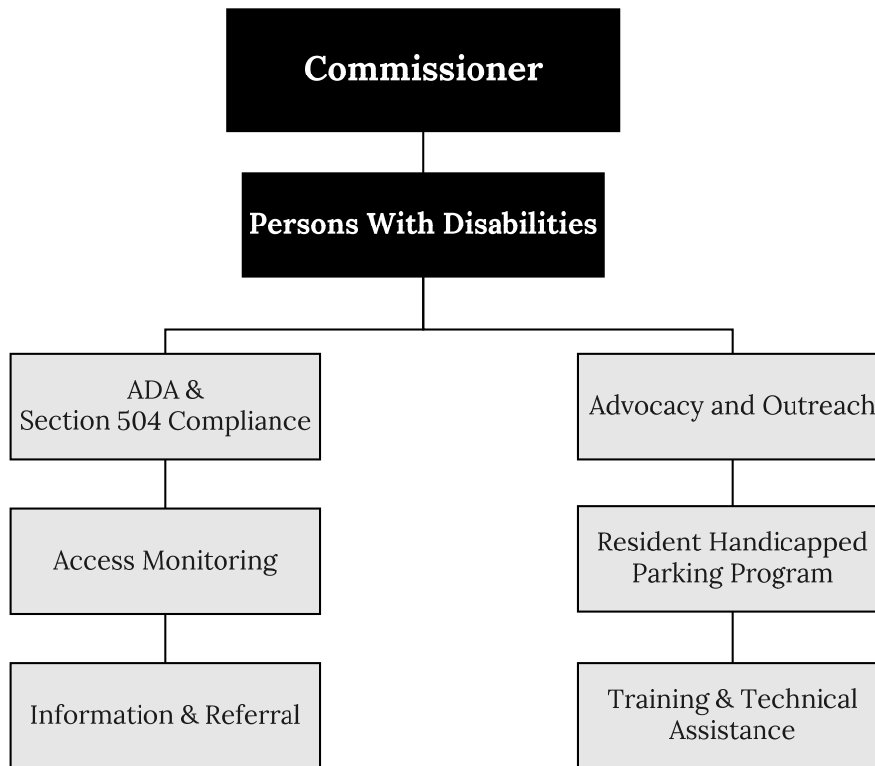 Commissioner
Persons With Disabilities
ADA &
Section 504 Compliance
Access Monitoring
Information & Referral
Advocacy and Outreach
Resident Handicapped
Parking Program
Training & Technical
Assistance